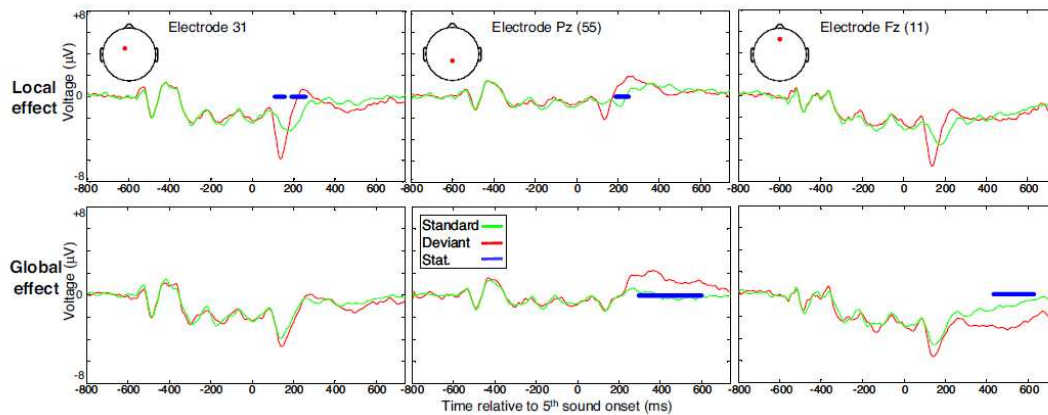 Electrode 31
Electrode Pz (55)
Electrode Fz (11)
Local
effect
Voltage (µV)
+8
0
-8
-800 -600 -400 -200 0 200 400 600
-800 -600 -400 -200 0 200 400 600
-800 -600 -400 -200 0 200 400 600
Global
effect
Voltage (µV)
+8
0
-8
Standard
Deviant
Stat.
-800 -600 -400 -200 0 200 400 600
-800 -600 -400 -200 0 200 400 600
-800 -600 -400 -200 0 200 400 600
Time relative to 5th sound onset (ms)